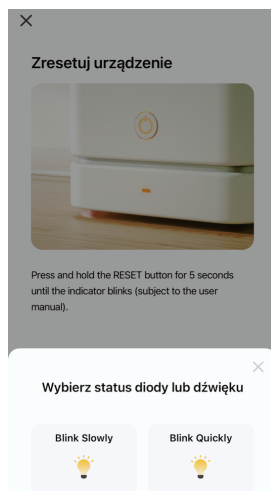 Zresetuj urządzenie
Press and hold the RESET button for 5 seconds
until the indicator blinks (subject to the user
manual).
Wybierz status diody lub dźwięku
Blink Slowly
Blink Quickly